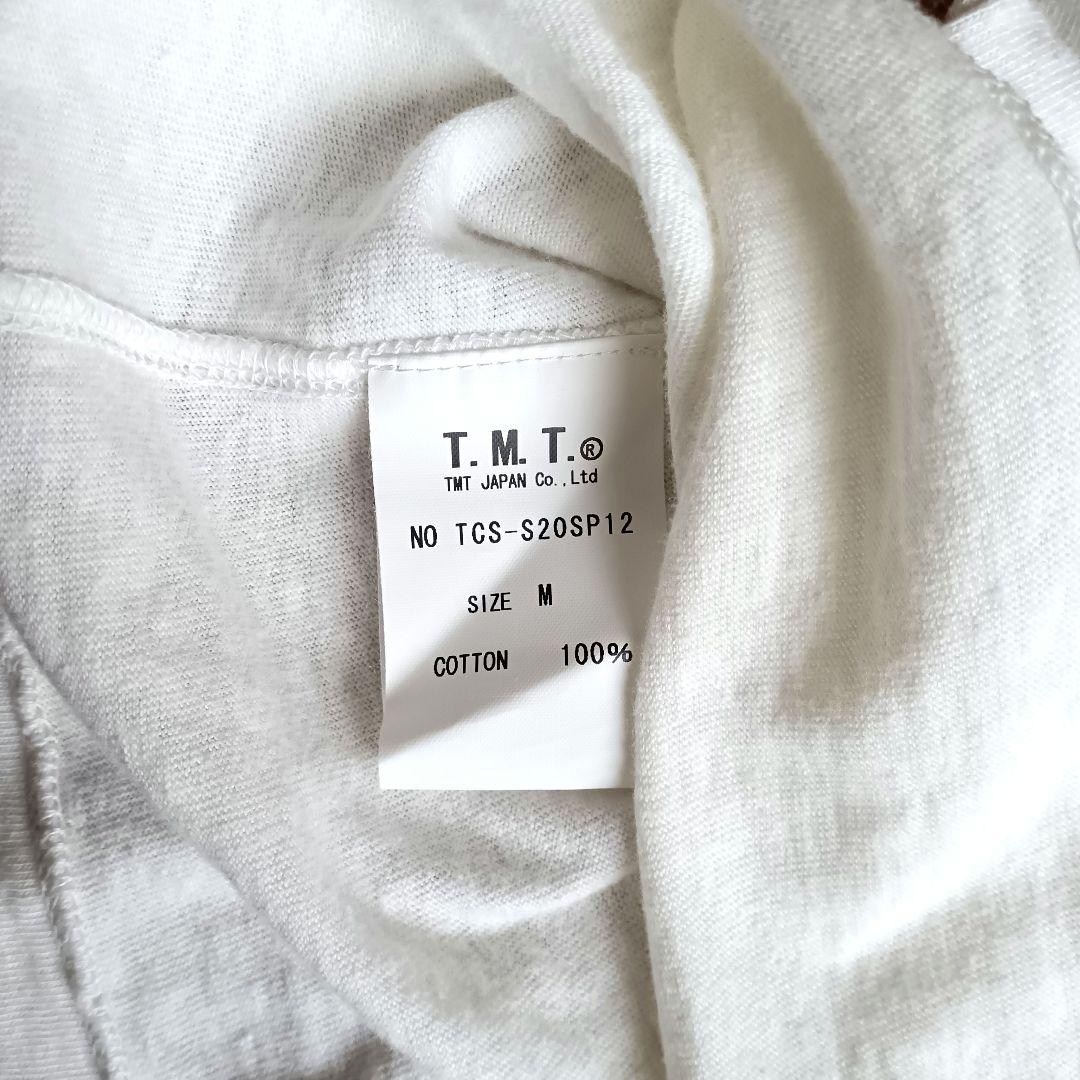 T.M.T.®
TMT JAPAN Co.,Ltd
NO TCS-S20SP12
SIZE M
COTTON 100%